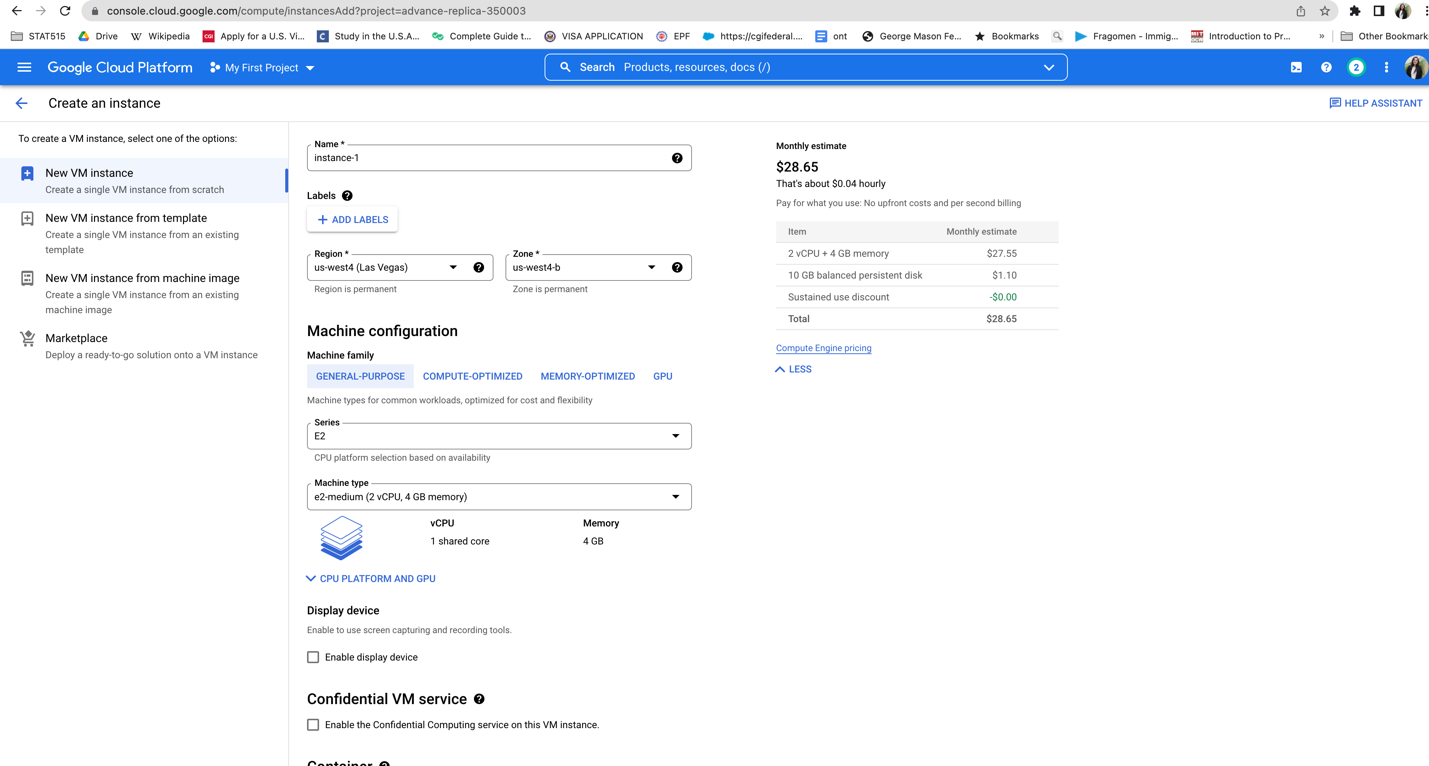 console.cloud.google.com/compute/instancesAdd?project=advance-replica-350003
STAT515 Drive Wikipedia Apply for a U.S. Vi... Study in the U.S.A... Complete Guide t... VISA APPLICATION EPF https://cgifederal.... ont George Mason Fe... Bookmarks Fragomen - Immig... Introduction to Pr... » Other Bookmark
Google Cloud Platform My First Project Search Products, resources, docs (/) 2
Create an instance HELP ASSISTANT
To create a VM instance, select one of the options:
New VM instance
Create a single VM instance from scratch
New VM instance from template
Create a single VM instance from an existing
template
New VM instance from machine image
Create a single VM instance from an existing
machine image
Marketplace
Deploy a ready-to-go solution onto a VM instance
Name *
instance-1
Labels
ADD LABELS
Region * Zone *
us-west4 (Las Vegas) us-west4-b
Region is permanent Zone is permanent
Machine configuration
Machine family
GENERAL-PURPOSE COMPUTE-OPTIMIZED MEMORY-OPTIMIZED GPU
Machine types for common workloads, optimized for cost and flexibility
Series
E2
CPU platform selection based on availability
Machine type
e2-medium (2 vCPU, 4 GB memory)
vCPU Memory
1 shared core 4 GB
CPU PLATFORM AND GPU
Display device
Enable to use screen capturing and recording tools.
Enable display device
Confidential VM service
Enable the Confidential Computing service on this VM instance.
Container
Monthly estimate
$28.65
That's about $0.04 hourly
Pay for what you use: No upfront costs and per second billing
Item Monthly estimate
2 vCPU + 4 GB memory $27.55
10 GB balanced persistent disk $1.10
Sustained use discount -$0.00
Total $28.65
Compute Engine pricing
LESS